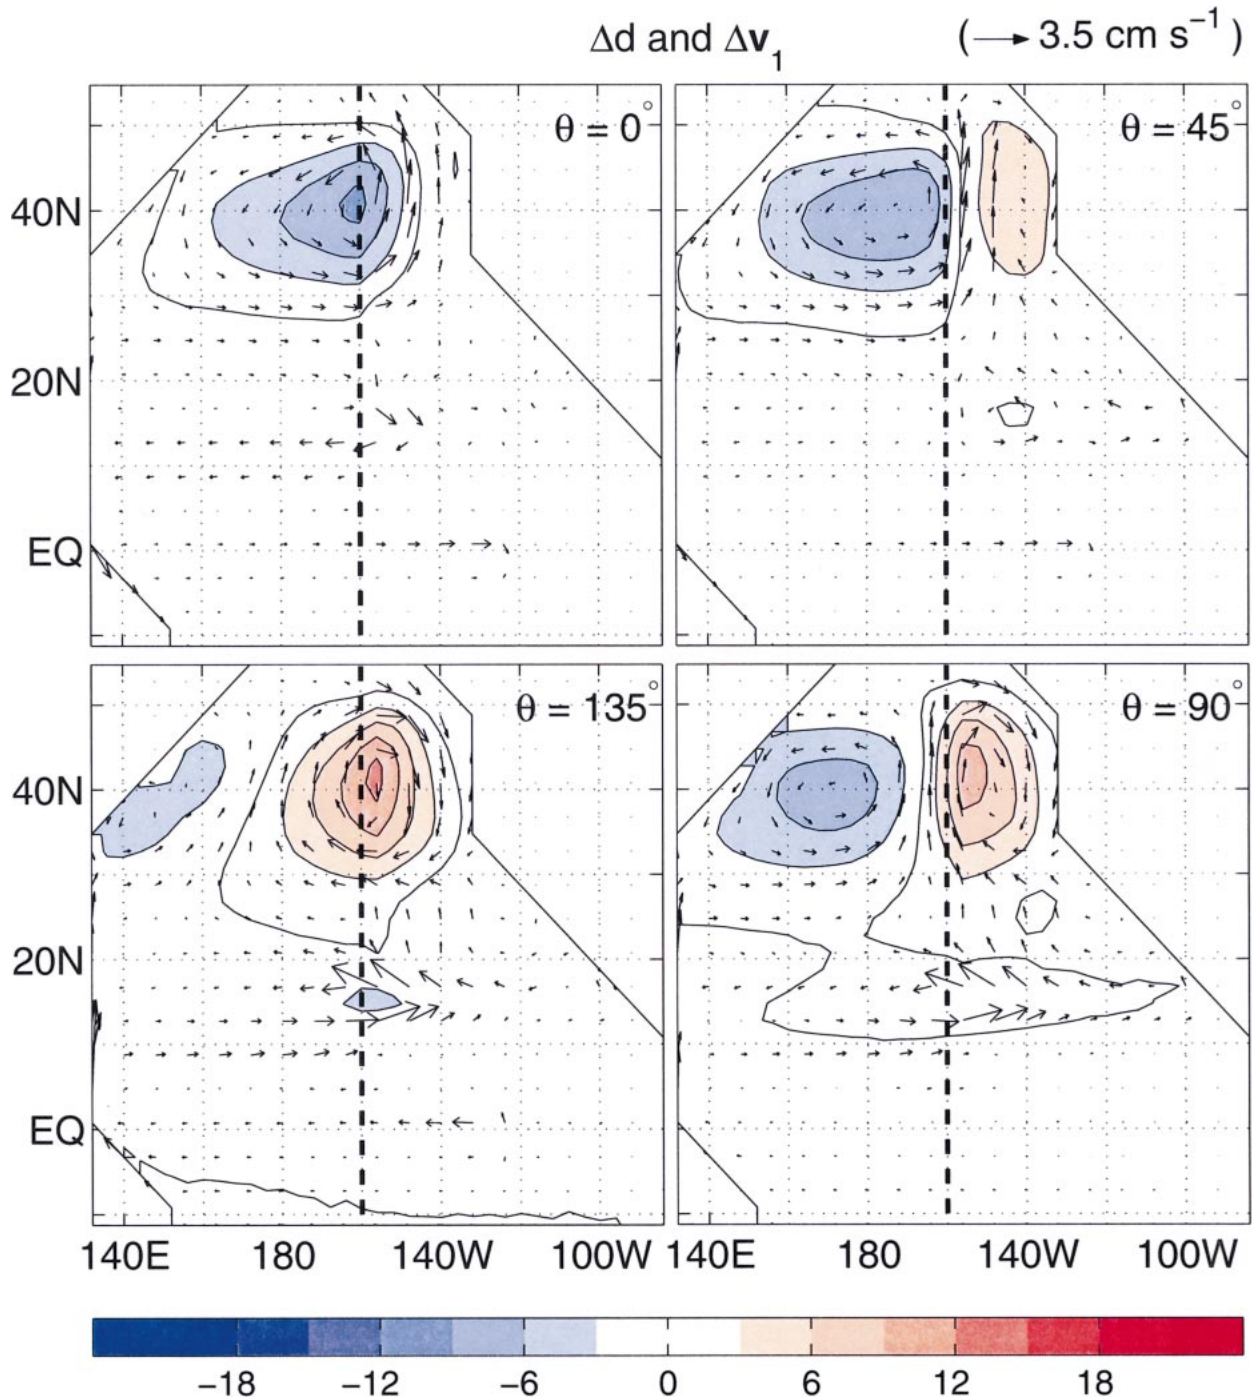 Δd and Δv₁ (→ 3.5 cm s⁻¹)
θ = 0°
θ = 45°
40N
20N
EQ
θ = 135°
θ = 90°
40N
20N
EQ
140E 180 140W 100W 140E 180 140W 100W
−18 −12 −6 0 6 12 18